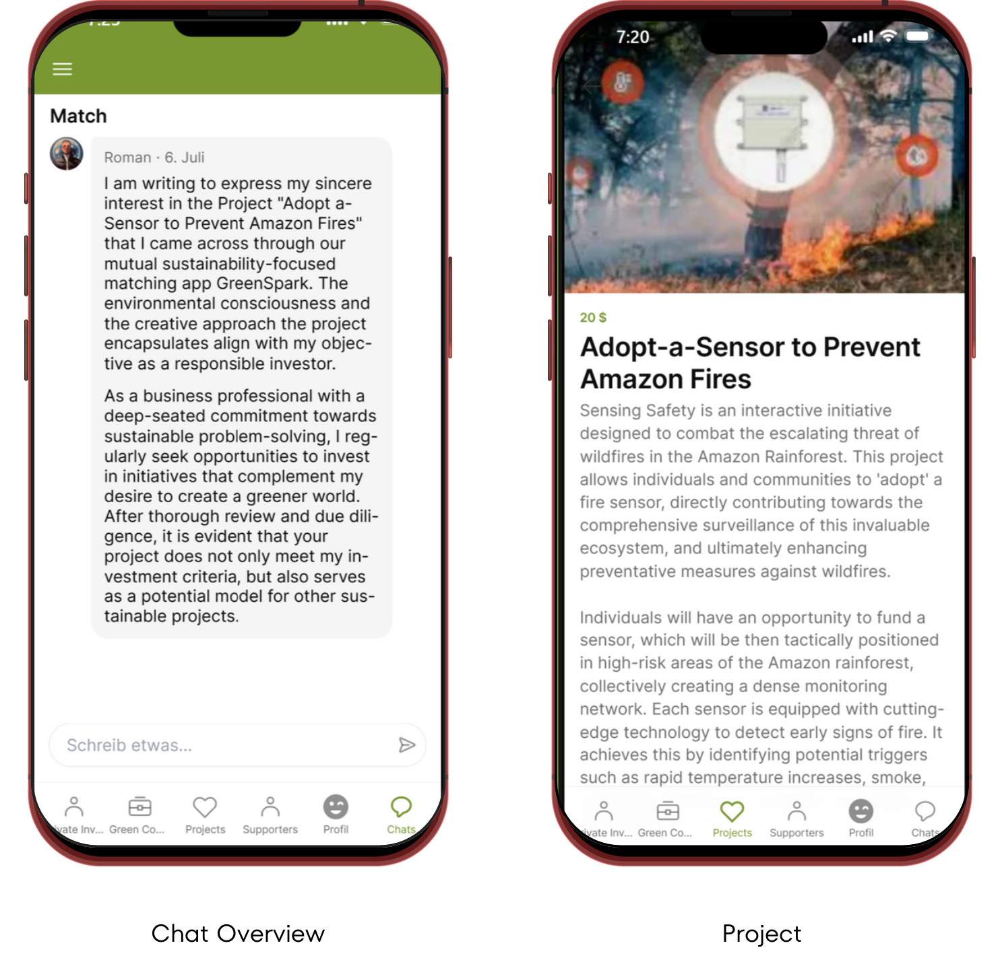 Match
Roman · 6. Juli
I am writing to express my sincere
interest in the Project "Adopt a-
Sensor to Prevent Amazon Fires"
that I came across through our
mutual sustainability-focused
matching app GreenSpark. The
environmental consciousness and
the creative approach the project
encapsulates align with my objec-
tive as a responsible investor.
As a business professional with a
deep-seated commitment towards
sustainable problem-solving, I reg-
ularly seek opportunities to invest
in initiatives that complement my
desire to create a greener world.
After thorough review and due dili-
gence, it is evident that your
project does not only meet my in-
vestment criteria, but also serves
as a potential model for other sus-
tainable projects.
Schreib etwas...
ivate Inv... Green Co... Projects Supporters Profil Chats
Chat Overview
7:20
20 $
Adopt-a-Sensor to Prevent
Amazon Fires
Sensing Safety is an interactive initiative
designed to combat the escalating threat of
wildfires in the Amazon Rainforest. This project
allows individuals and communities to 'adopt' a
fire sensor, directly contributing towards the
comprehensive surveillance of this invaluable
ecosystem, and ultimately enhancing
preventative measures against wildfires.
Individuals will have an opportunity to fund a
sensor, which will be then tactically positioned
in high-risk areas of the Amazon rainforest,
collectively creating a dense monitoring
network. Each sensor is equipped with cutting-
edge technology to detect early signs of fire. It
achieves this by identifying potential triggers
such as rapid temperature increases, smoke,
ivate Inv... Green Co... Projects Supporters Profil Chats
Project